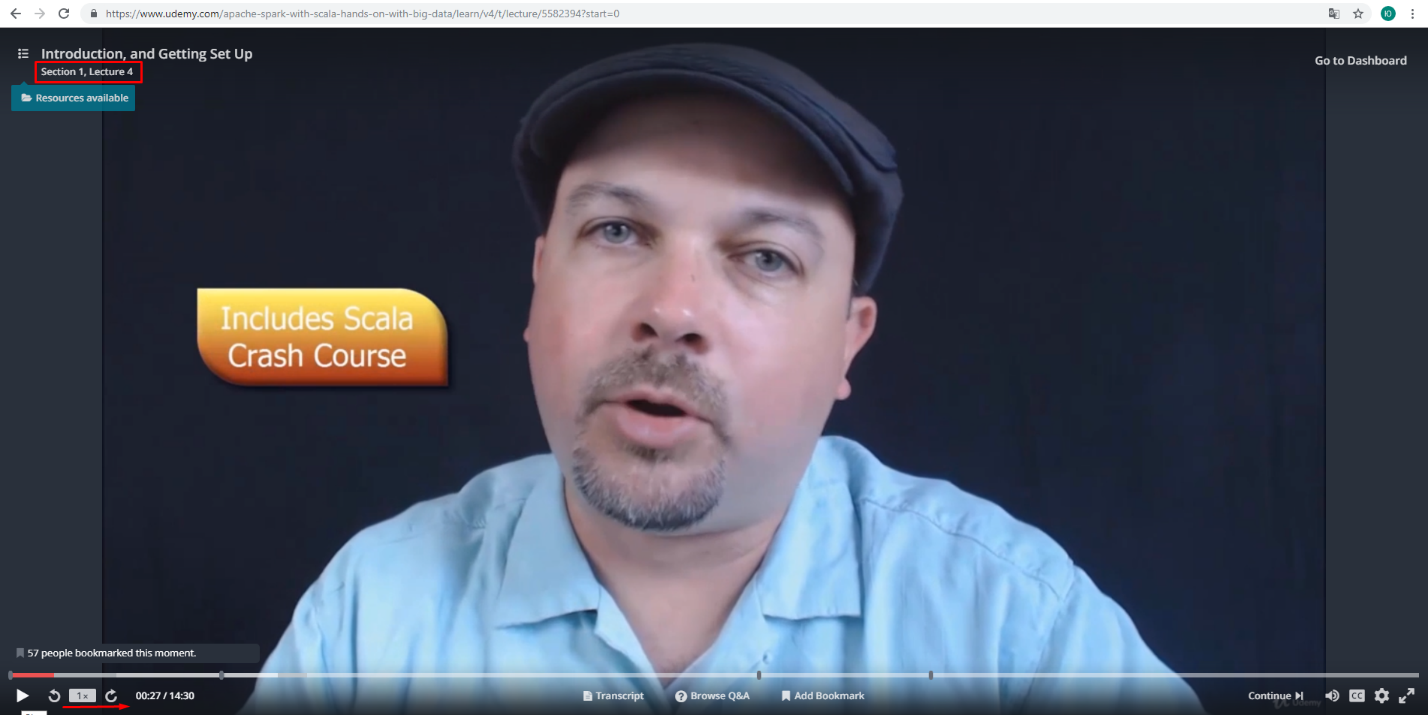 https://www.udemy.com/apache-spark-with-scala-hands-on-with-big-data/learn/v4/t/lecture/5582394?start=0
Ю
Introduction, and Getting Set Up
Section 1, Lecture 4
Go to Dashboard
Resources available
Includes Scala
Crash Course
57 people bookmarked this moment.
1x
00:27 / 14:30
Transcript
Browse Q&A
Add Bookmark
Continue
CC
Udemy